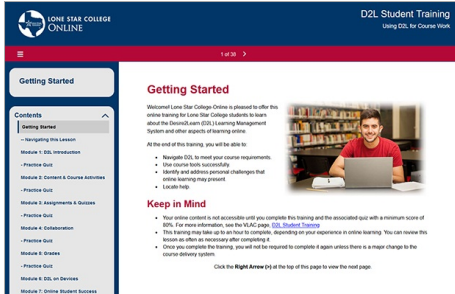 LONE STAR COLLEGE
ONLINE
D2L Student Training
Using D2L for Course Work
1 of 38 >
Getting Started
Contents
Getting Started
– Navigating this Lesson
Module 1: D2L Introduction
- Practice Quiz
Module 2: Content & Course Activities
- Practice Quiz
Module 3: Assignments & Quizzes
- Practice Quiz
Module 4: Collaboration
- Practice Quiz
Module 5: Grades
- Practice Quiz
Module 6: D2L on Devices
Module 7: Online Student Success
Getting Started
Welcome! Lone Star College-Online is pleased to offer this
online training for Lone Star College students to learn
about the Desire2Learn (D2L) Learning Management
System and other aspects of learning online.
At the end of this training, you will be able to:
• Navigate D2L to meet your course requirements.
• Use course tools successfully.
• Identify and address personal challenges that
online learning may present.
• Locate help.
Keep in Mind
• Your online content is not accessible until you complete this training and the associated quiz with a minimum score of
80%. For more information, see the VLAC page, D2L Student Training
• This training may take up to an hour to complete, depending on your experience in online learning. You can review this
lesson as often as necessary after completing it.
• Once you complete the training, you will not be required to complete it again unless there is a major change to the
course delivery system.
Click the Right Arrow (>) at the top of this page to view the next page.